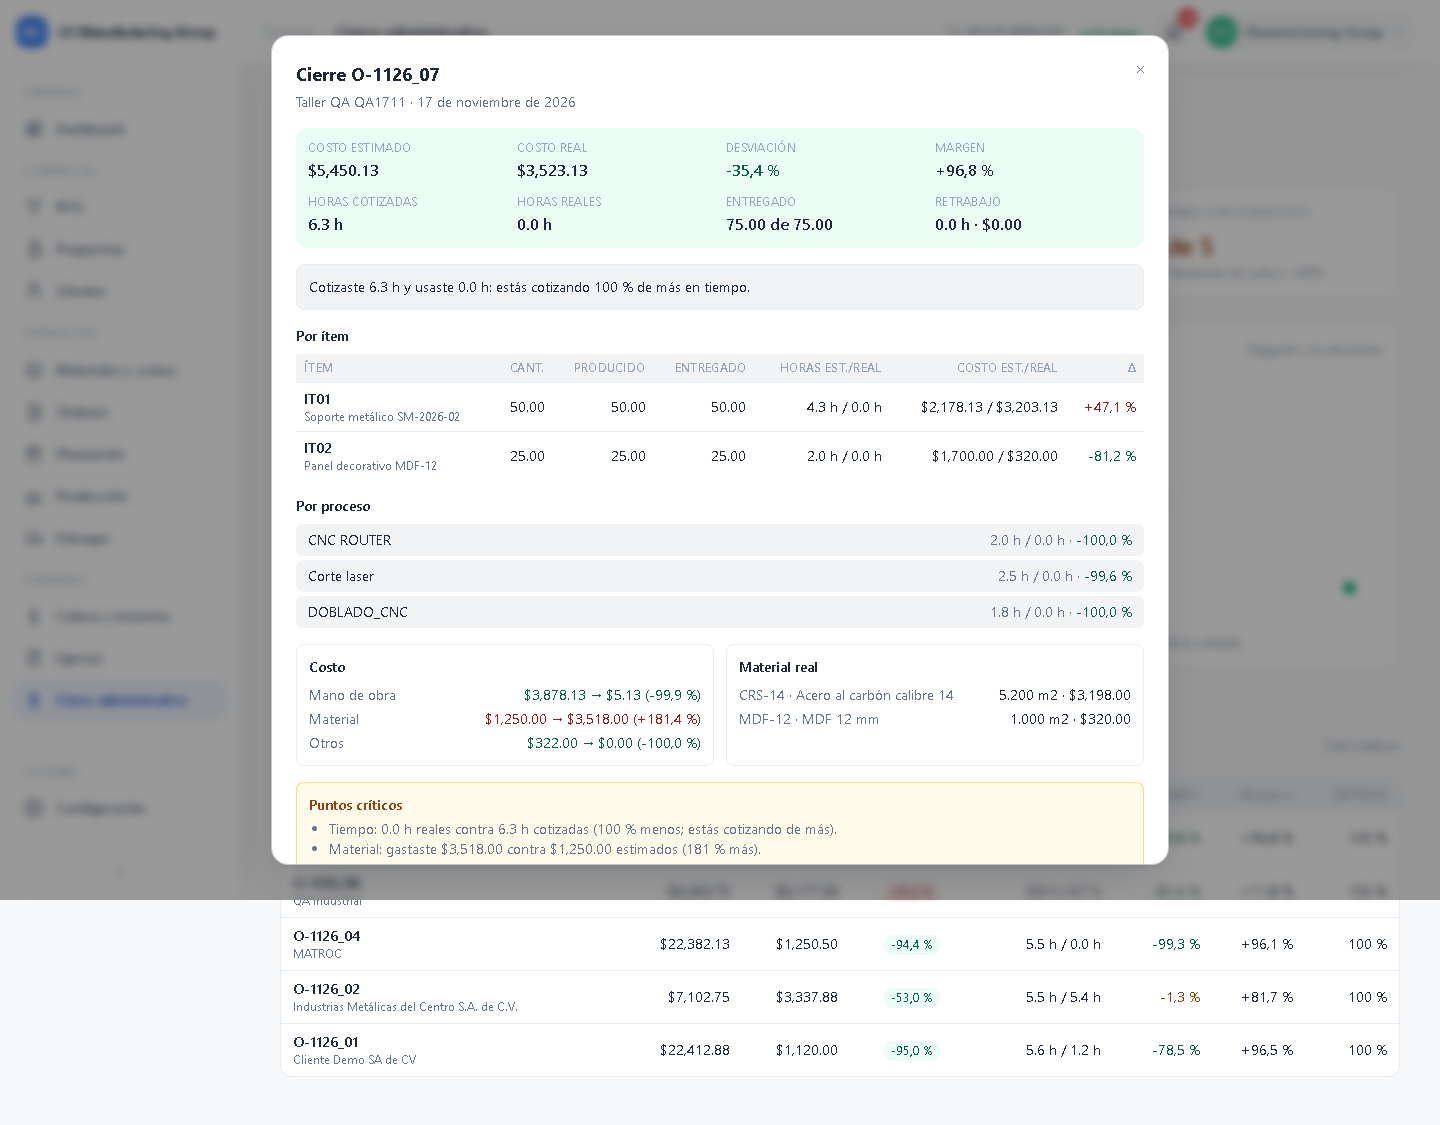 Cierre O-1126_07
×
Taller QA QA1711 · 17 de noviembre de 2026
COSTO ESTIMADO COSTO REAL DESVIACIÓN MARGEN
$5,450.13 $3,523.13 -35,4 % +96,8 %
HORAS COTIZADAS HORAS REALES ENTREGADO RETRABAJO
6.3 h 0.0 h 75.00 de 75.00 0.0 h · $0.00
Cotizaste 6.3 h y usaste 0.0 h: estás cotizando 100 % de más en tiempo.
Por ítem
ÍTEM CANT. PRODUCIDO ENTREGADO HORAS EST./REAL COSTO EST./REAL Δ
IT01
Soporte metálico SM-2026-02
50.00 50.00 50.00 4.3 h / 0.0 h $2,178.13 / $3,203.13 +47,1 %
IT02
Panel decorativo MDF-12
25.00 25.00 25.00 2.0 h / 0.0 h $1,700.00 / $320.00 -81,2 %
Por proceso
CNC ROUTER 2.0 h / 0.0 h · -100,0 %
Corte laser 2.5 h / 0.0 h · -99,6 %
DOBLADO_CNC 1.8 h / 0.0 h · -100,0 %
Costo
Mano de obra $3,878.13 → $5.13 (-99,9 %)
Material $1,250.00 → $3,518.00 (+181,4 %)
Otros $322.00 → $0.00 (-100,0 %)
Material real
CRS-14 · Acero al carbón calibre 14 5.200 m2 · $3,198.00
MDF-12 · MDF 12 mm 1.000 m2 · $320.00
Puntos críticos
• Tiempo: 0.0 h reales contra 6.3 h cotizadas (100 % menos; estás cotizando de más).
• Material: gastaste $3,518.00 contra $1,250.00 estimados (181 % más).
QA Industrial
O-1126_04
MATROC
$22,382.13 $1,250.50 -94,4 % 5.5 h / 0.0 h -99,3 % +96,1 % 100 %
O-1126_02
Industrias Metálicas del Centro S.A. de C.V.
$7,102.75 $3,337.88 -53,0 % 5.5 h / 5.4 h -1,3 % +81,7 % 100 %
O-1126_01
Cliente Demo SA de CV
$22,412.88 $1,120.00 -95,0 % 5.6 h / 1.2 h -78,5 % +96,5 % 100 %